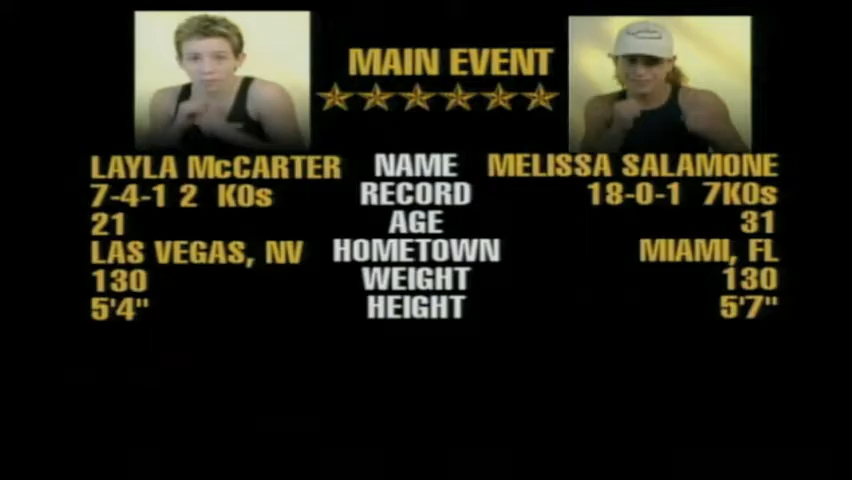 MAIN EVENT
LAYLA McCARTER NAME MELISSA SALAMONE
7-4-1 2 KOs RECORD 18-0-1 7KOs
21 AGE 31
LAS VEGAS, NV HOMETOWN MIAMI, FL
130 WEIGHT 130
5'4" HEIGHT 5'7"